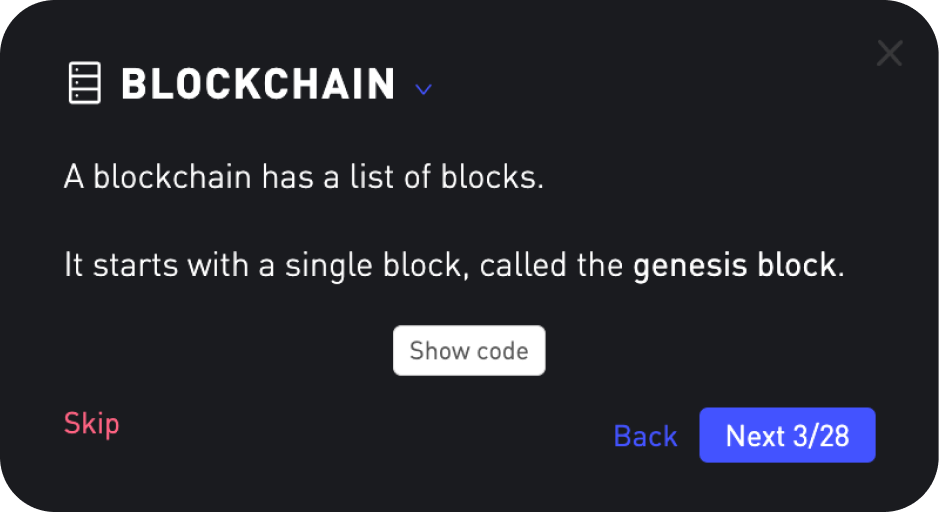 BLOCKCHAIN
A blockchain has a list of blocks.
It starts with a single block, called the genesis block.
Show code
Skip
Back
Next 3/28